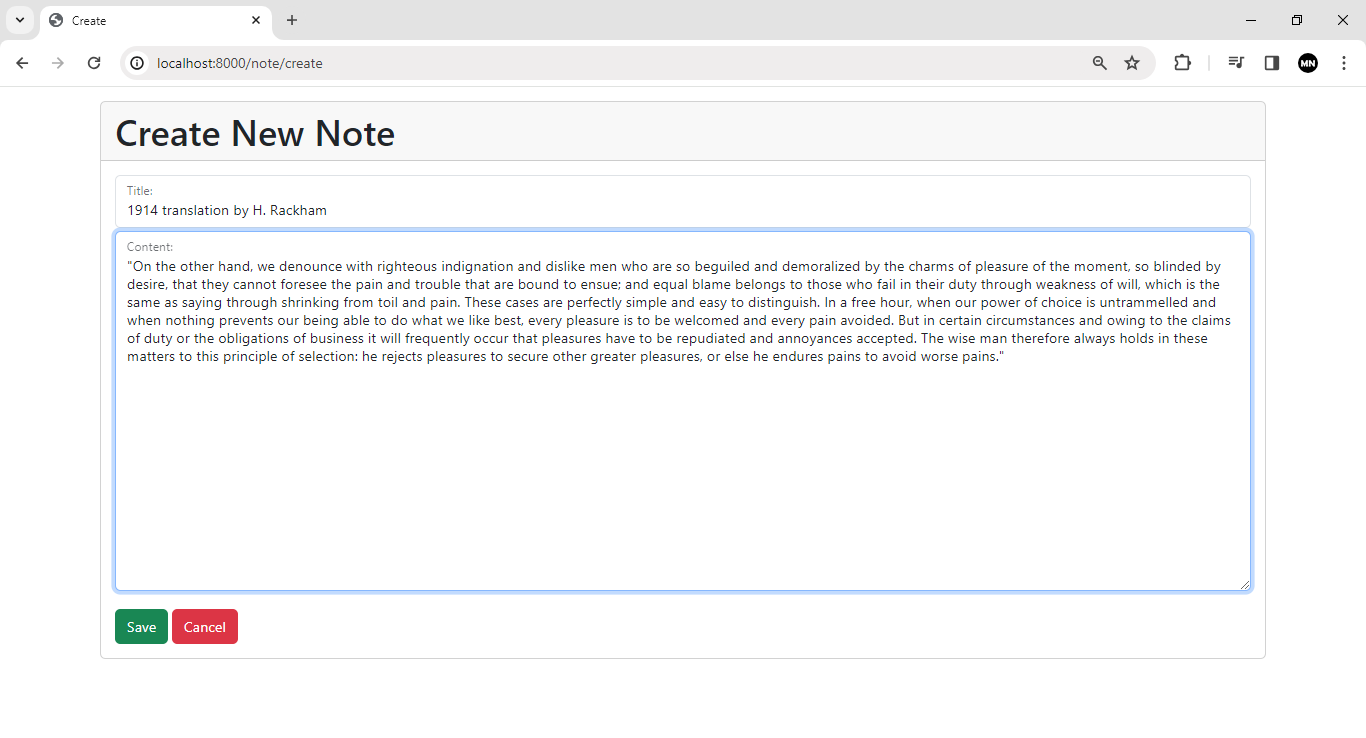 Create
localhost:8000/note/create
MN
Create New Note
Title:
1914 translation by H. Rackham
Content:
"On the other hand, we denounce with righteous indignation and dislike men who are so beguiled and demoralized by the charms of pleasure of the moment, so blinded by
desire, that they cannot foresee the pain and trouble that are bound to ensue; and equal blame belongs to those who fail in their duty through weakness of will, which is the
same as saying through shrinking from toil and pain. These cases are perfectly simple and easy to distinguish. In a free hour, when our power of choice is untrammelled and
when nothing prevents our being able to do what we like best, every pleasure is to be welcomed and every pain avoided. But in certain circumstances and owing to the claims
of duty or the obligations of business it will frequently occur that pleasures have to be repudiated and annoyances accepted. The wise man therefore always holds in these
matters to this principle of selection: he rejects pleasures to secure other greater pleasures, or else he endures pains to avoid worse pains."
Save Cancel